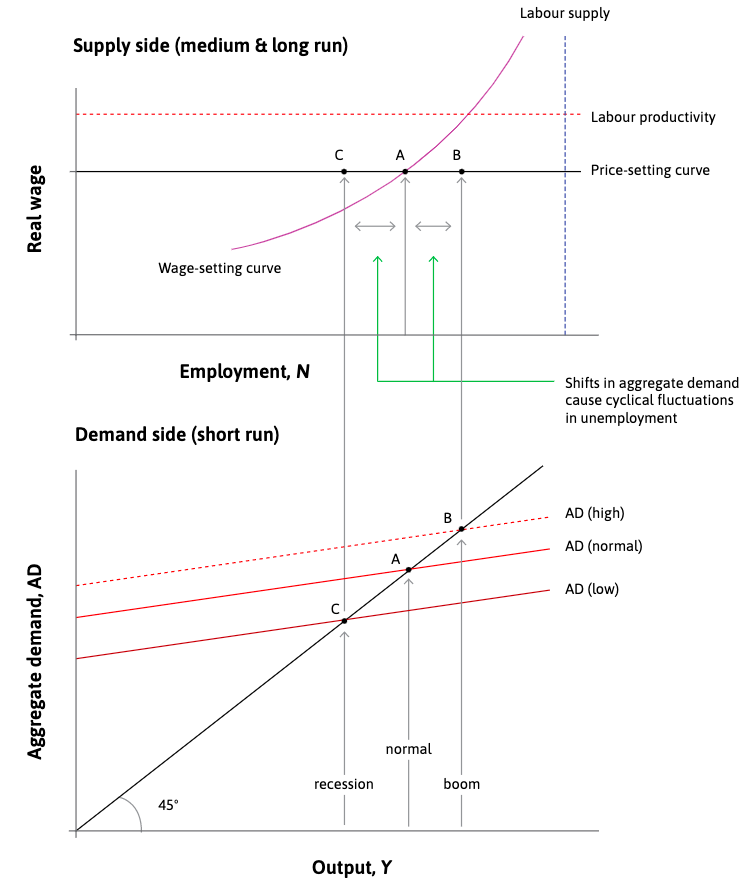 Labour supply
Supply side (medium & long run)
Labour productivity
C
A
B
Price-setting curve
Real wage
Wage-setting curve
Employment, N
Shifts in aggregate demand
cause cyclical fluctuations
in unemployment
Demand side (short run)
B
AD (high)
A
AD (normal)
AD (low)
C
Aggregate demand, AD
normal
recession
boom
45°
Output, Y